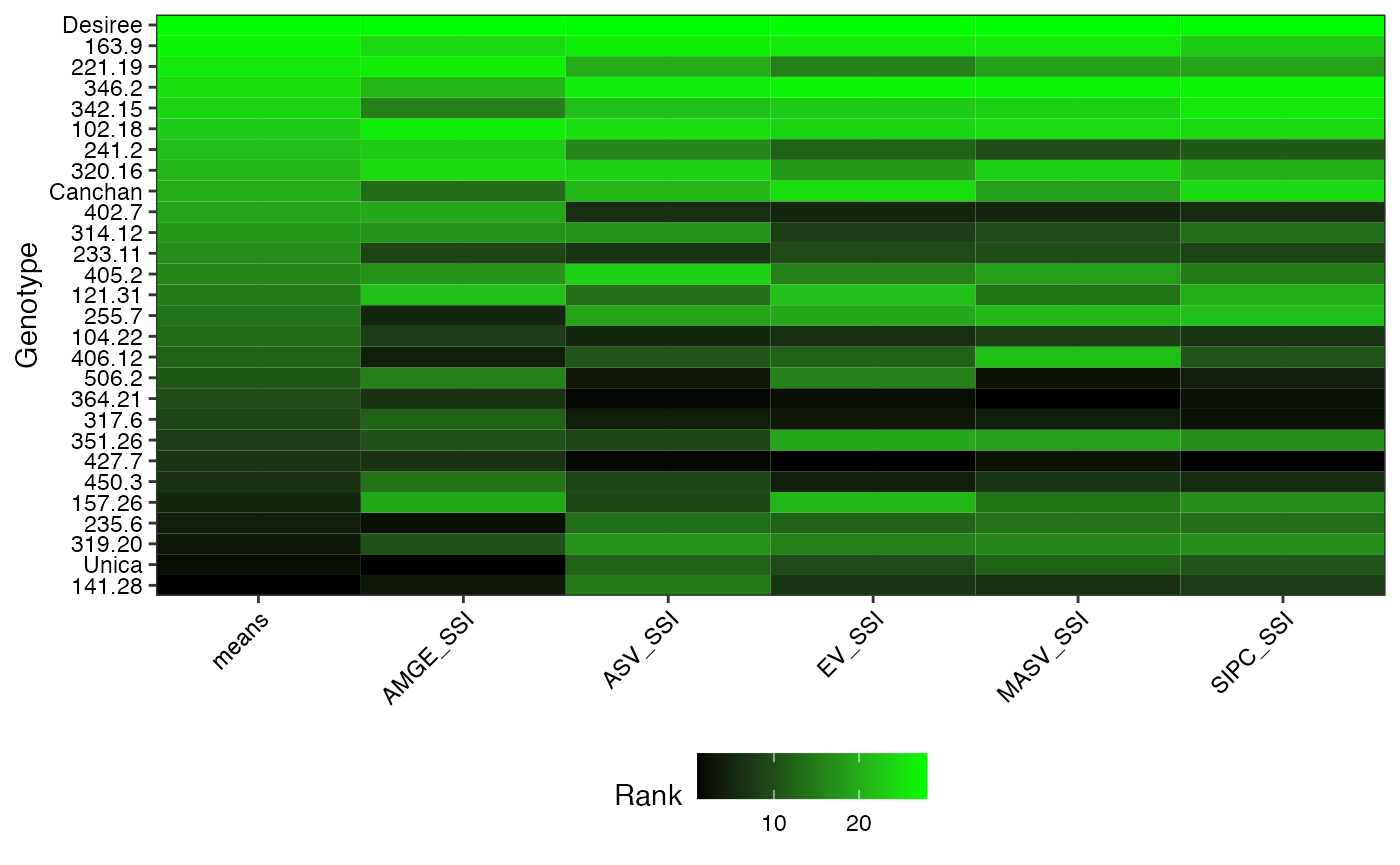 Genotype
Desiree
163.9
221.19
346.2
342.15
102.18
241.2
320.16
Canchan
402.7
314.12
233.11
405.2
121.31
255.7
104.22
406.12
506.2
364.21
317.6
351.26
427.7
450.3
157.26
235.6
319.20
Unica
141.28
means
AMGE_SSI
ASV_SSI
EV_SSI
MASV_SSI
SIPC_SSI
Rank
10
20